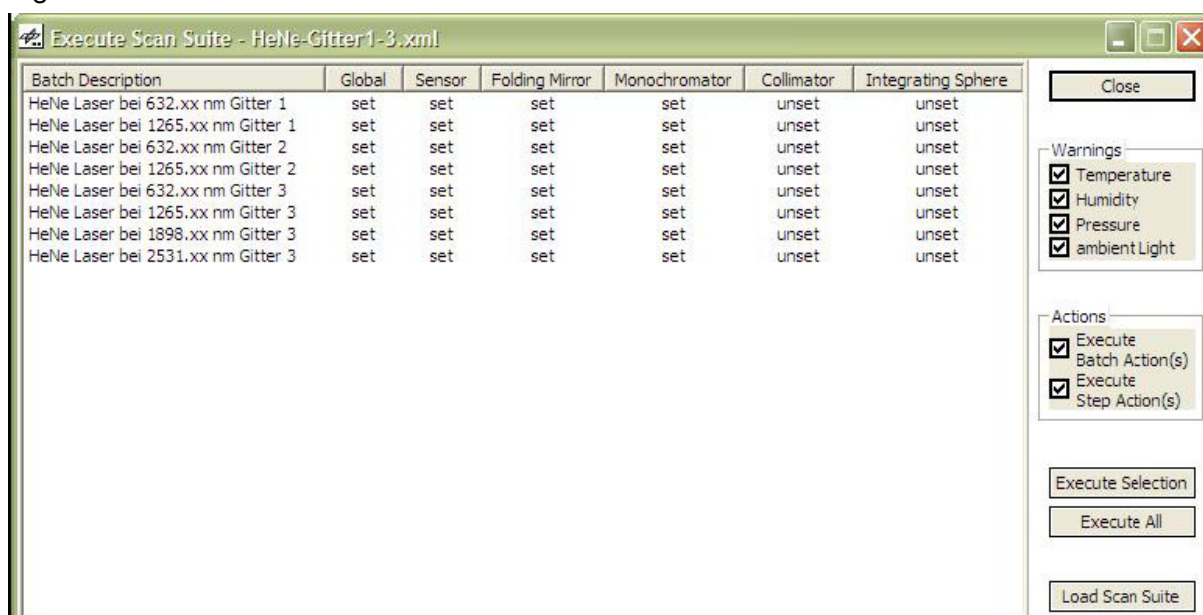 Execute Scan Suite - HeNe-Gitter1-3.xml
Batch Description Global Sensor Folding Mirror Monochromator Collimator Integrating Sphere
HeNe Laser bei 632.xx nm Gitter 1 set set set set unset unset
HeNe Laser bei 1265.xx nm Gitter 1 set set set set unset unset
HeNe Laser bei 632.xx nm Gitter 2 set set set set unset unset
HeNe Laser bei 1265.xx nm Gitter 2 set set set set unset unset
HeNe Laser bei 632.xx nm Gitter 3 set set set set unset unset
HeNe Laser bei 1265.xx nm Gitter 3 set set set set unset unset
HeNe Laser bei 1898.xx nm Gitter 3 set set set set unset unset
HeNe Laser bei 2531.xx nm Gitter 3 set set set set unset unset
Close
Warnings
Temperature
Humidity
Pressure
ambient Light
Actions
Execute
Batch Action(s)
Execute
Step Action(s)
Execute Selection
Execute All
Load Scan Suite